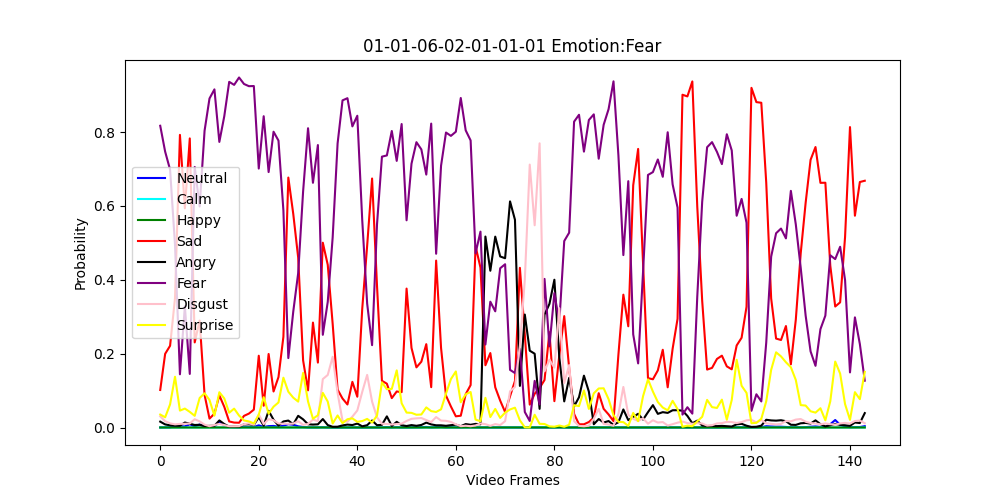 01-01-06-02-01-01-01 Emotion:Fear
Probability
0.8
0.6
0.4
0.2
0.0
Neutral
Calm
Happy
Sad
Angry
Fear
Disgust
Surprise
0 20 40 60 80 100 120 140
Video Frames